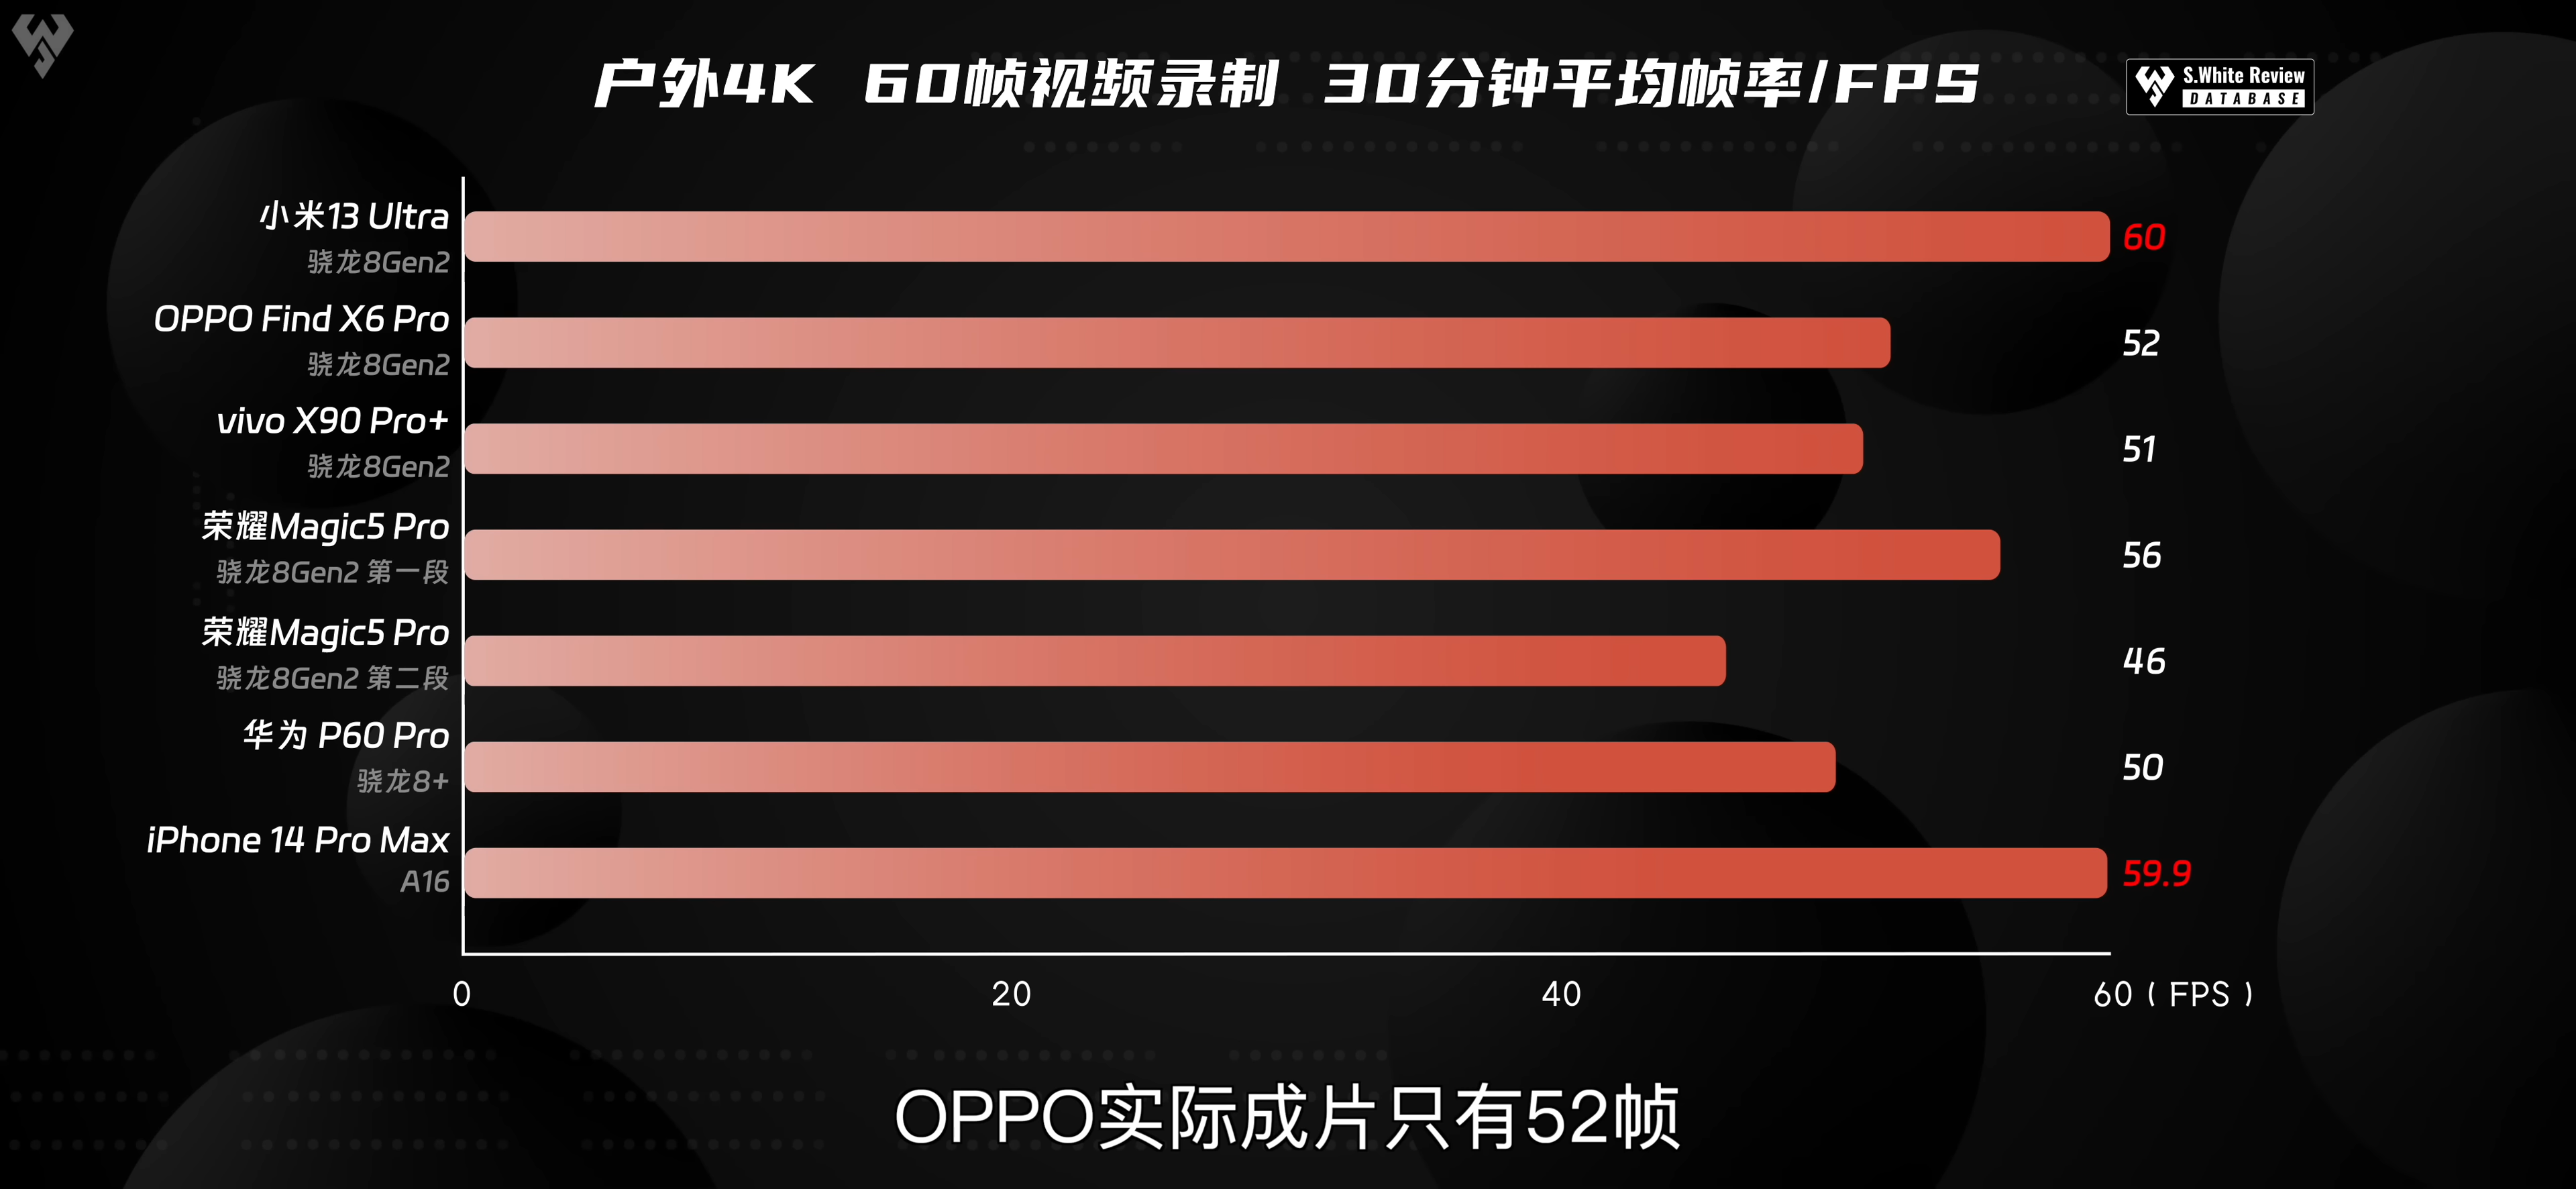 户外4K 60帧视频录制 30分钟平均帧率/FPS
S.White Review
DATABASE
小米13 Ultra
骁龙8Gen2
60
OPPO Find X6 Pro
骁龙8Gen2
52
vivo X90 Pro+
骁龙8Gen2
51
荣耀Magic5 Pro
骁龙8Gen2 第一段
56
荣耀Magic5 Pro
骁龙8Gen2 第二段
46
华为 P60 Pro
骁龙8+
50
iPhone 14 Pro Max
A16
59.9
0 20 40 60（FPS）
OPPO实际成片只有52帧